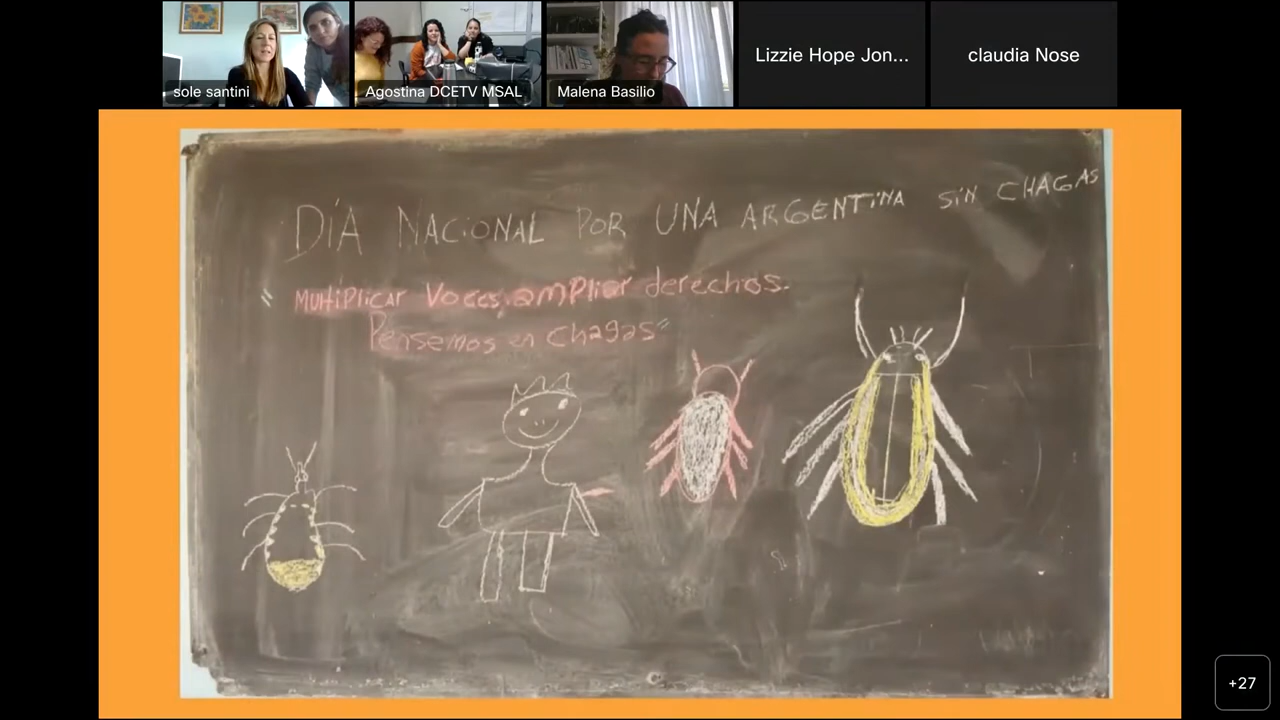 sole santini
Agostina DCETV MSAL
Malena Basilio
Lizzie Hope Jon...
claudia Nose
DÍA NACIONAL POR UNA ARGENTINA SIN CHAGAS
"MULTIPLICAR Voces, amPliar derechos.
Pensemos en Chagas"
+27